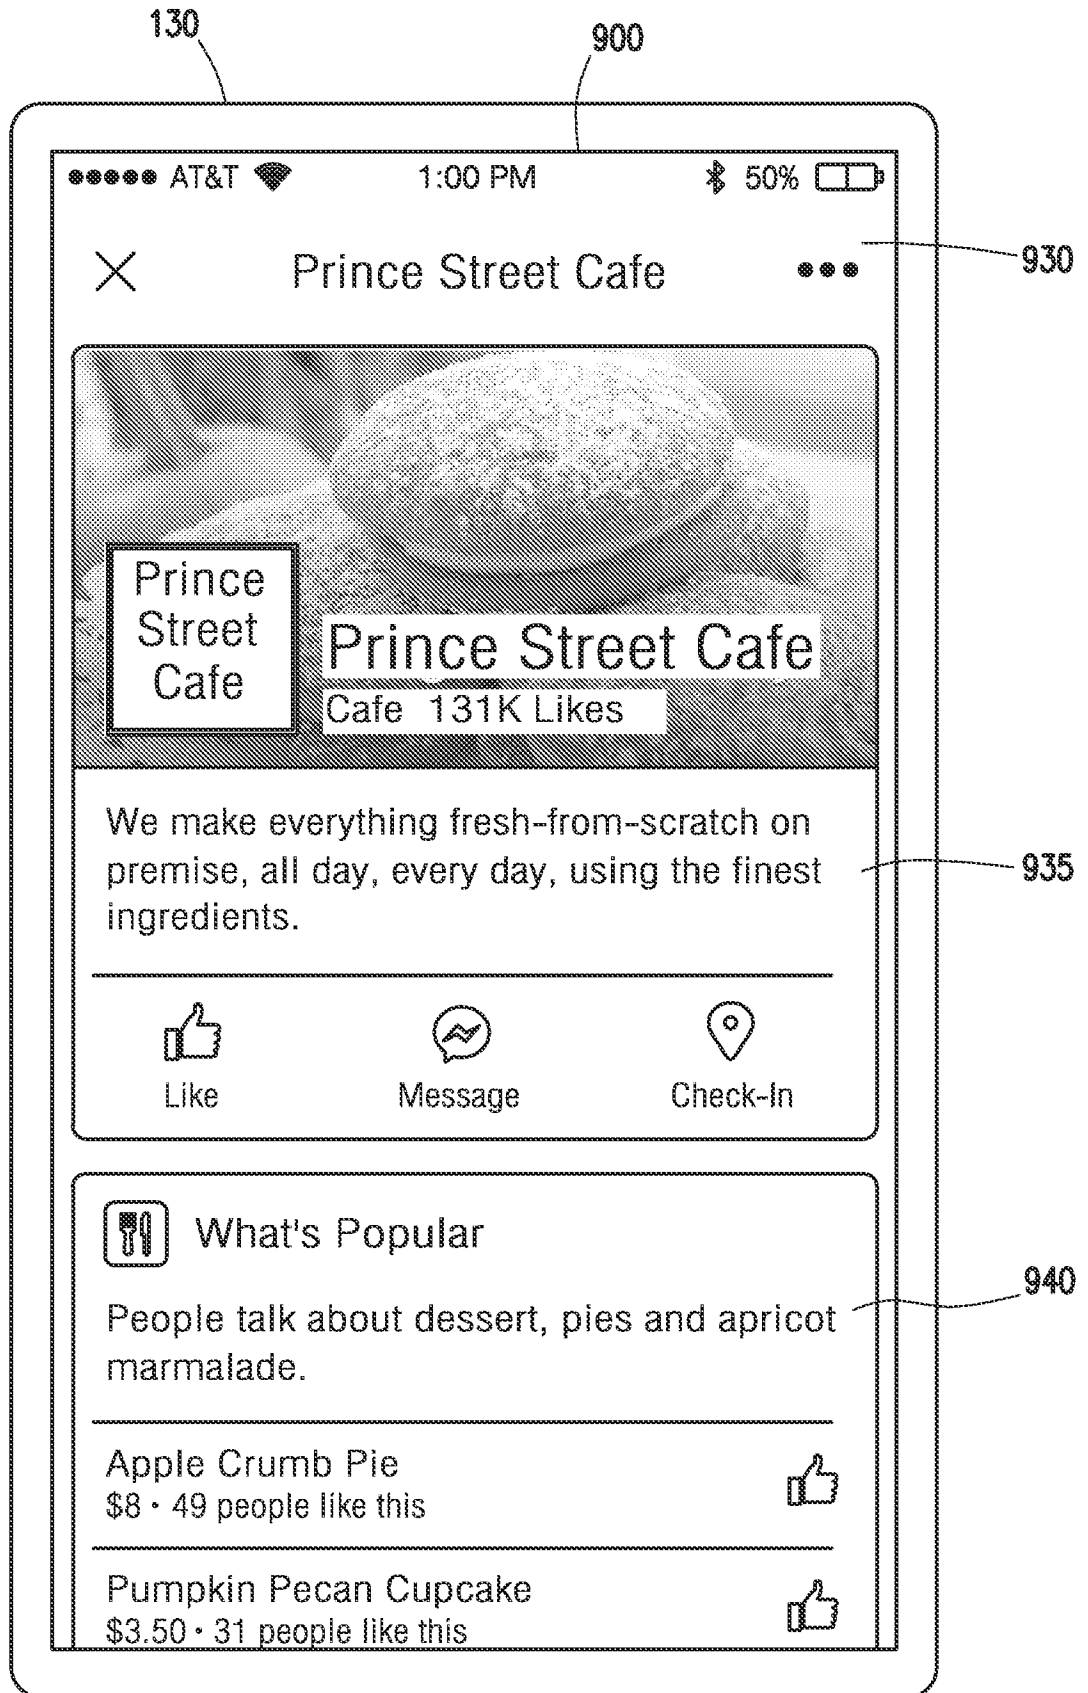 130
900
AT&T 1:00 PM 50%
930
Prince Street Cafe
Prince
Street
Cafe
Prince Street Cafe
Cafe 131K Likes
We make everything fresh-from-scratch on
premise, all day, every day, using the finest
ingredients.
935
Like Message Check-In
What's Popular
940
People talk about dessert, pies and apricot
marmalade.
Apple Crumb Pie
$8 • 49 people like this
Pumpkin Pecan Cupcake
$3.50 • 31 people like this